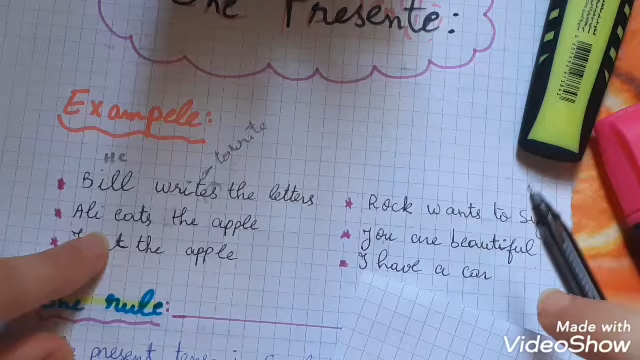 The Presente:
Exampele:
He
to write
Bill writes the letters
Ali eats the apple
the apple
Rock wants to
You are beautiful
I have a car
The rule:
present
Made with
VideoShow